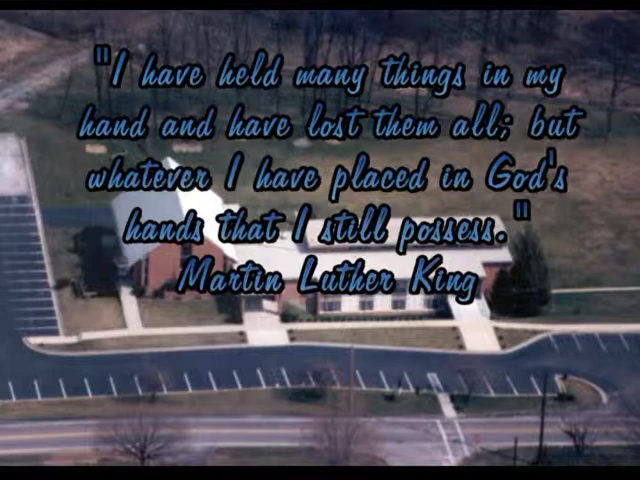 "I have held many things in my
hand and have lost them all; but
whatever I have placed in God's
hands that I still possess."
Martin Luther King